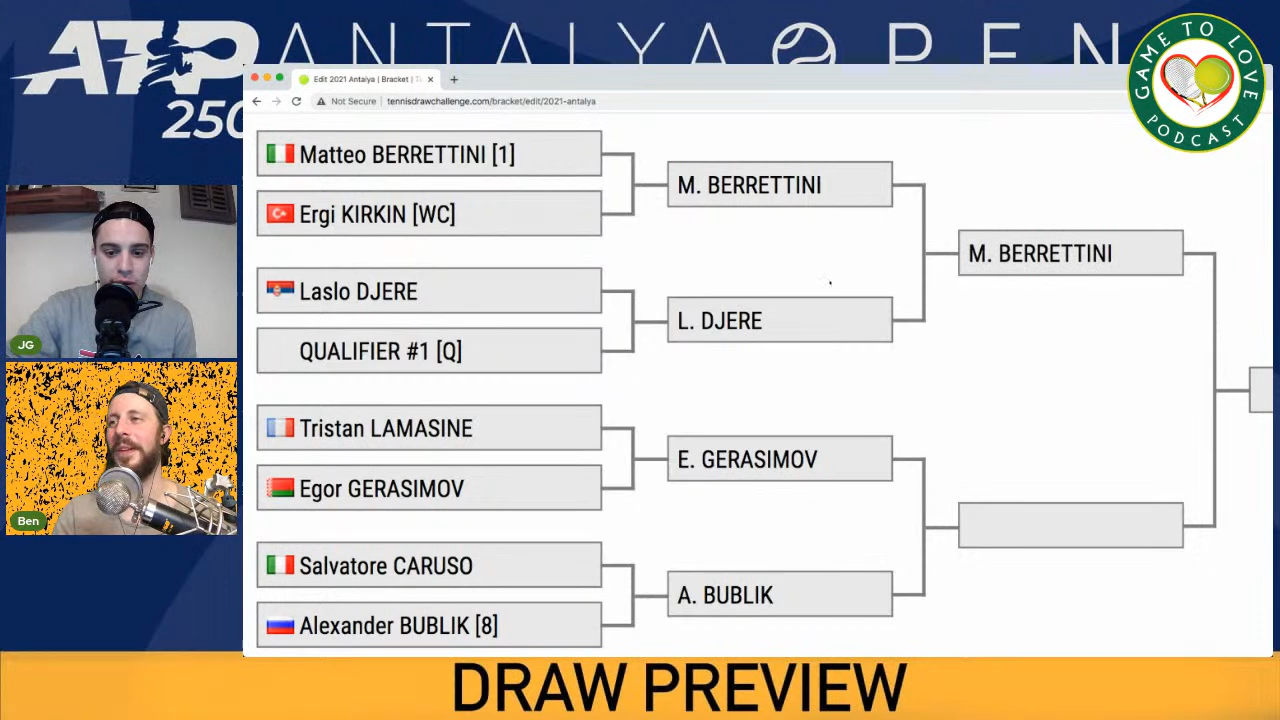 ATP ANTALYA OPEN
250
GAME TO LOVE
PODCAST
Edit 2021 Antalya | Bracket | T
Not Secure | tennisdrawchallenge.com/bracket/edit/2021-antalya
Matteo BERRETTINI [1]
Ergi KIRKIN [WC]
Laslo DJERE
QUALIFIER #1 [Q]
Tristan LAMASINE
Egor GERASIMOV
Salvatore CARUSO
Alexander BUBLIK [8]
M. BERRETTINI
L. DJERE
E. GERASIMOV
A. BUBLIK
M. BERRETTINI
JG
Ben
DRAW PREVIEW